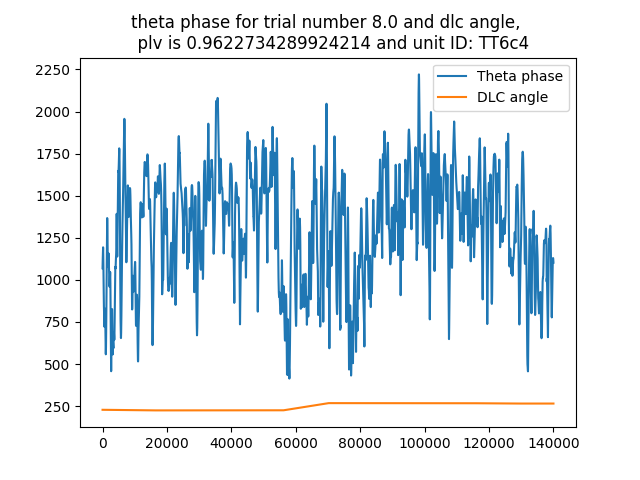 theta phase for trial number 8.0 and dlc angle,
plv is 0.9622734289924214 and unit ID: TT6c4
Theta phase
DLC angle
2250
2000
1750
1500
1250
1000
750
500
250
0 20000 40000 60000 80000 100000 120000 140000